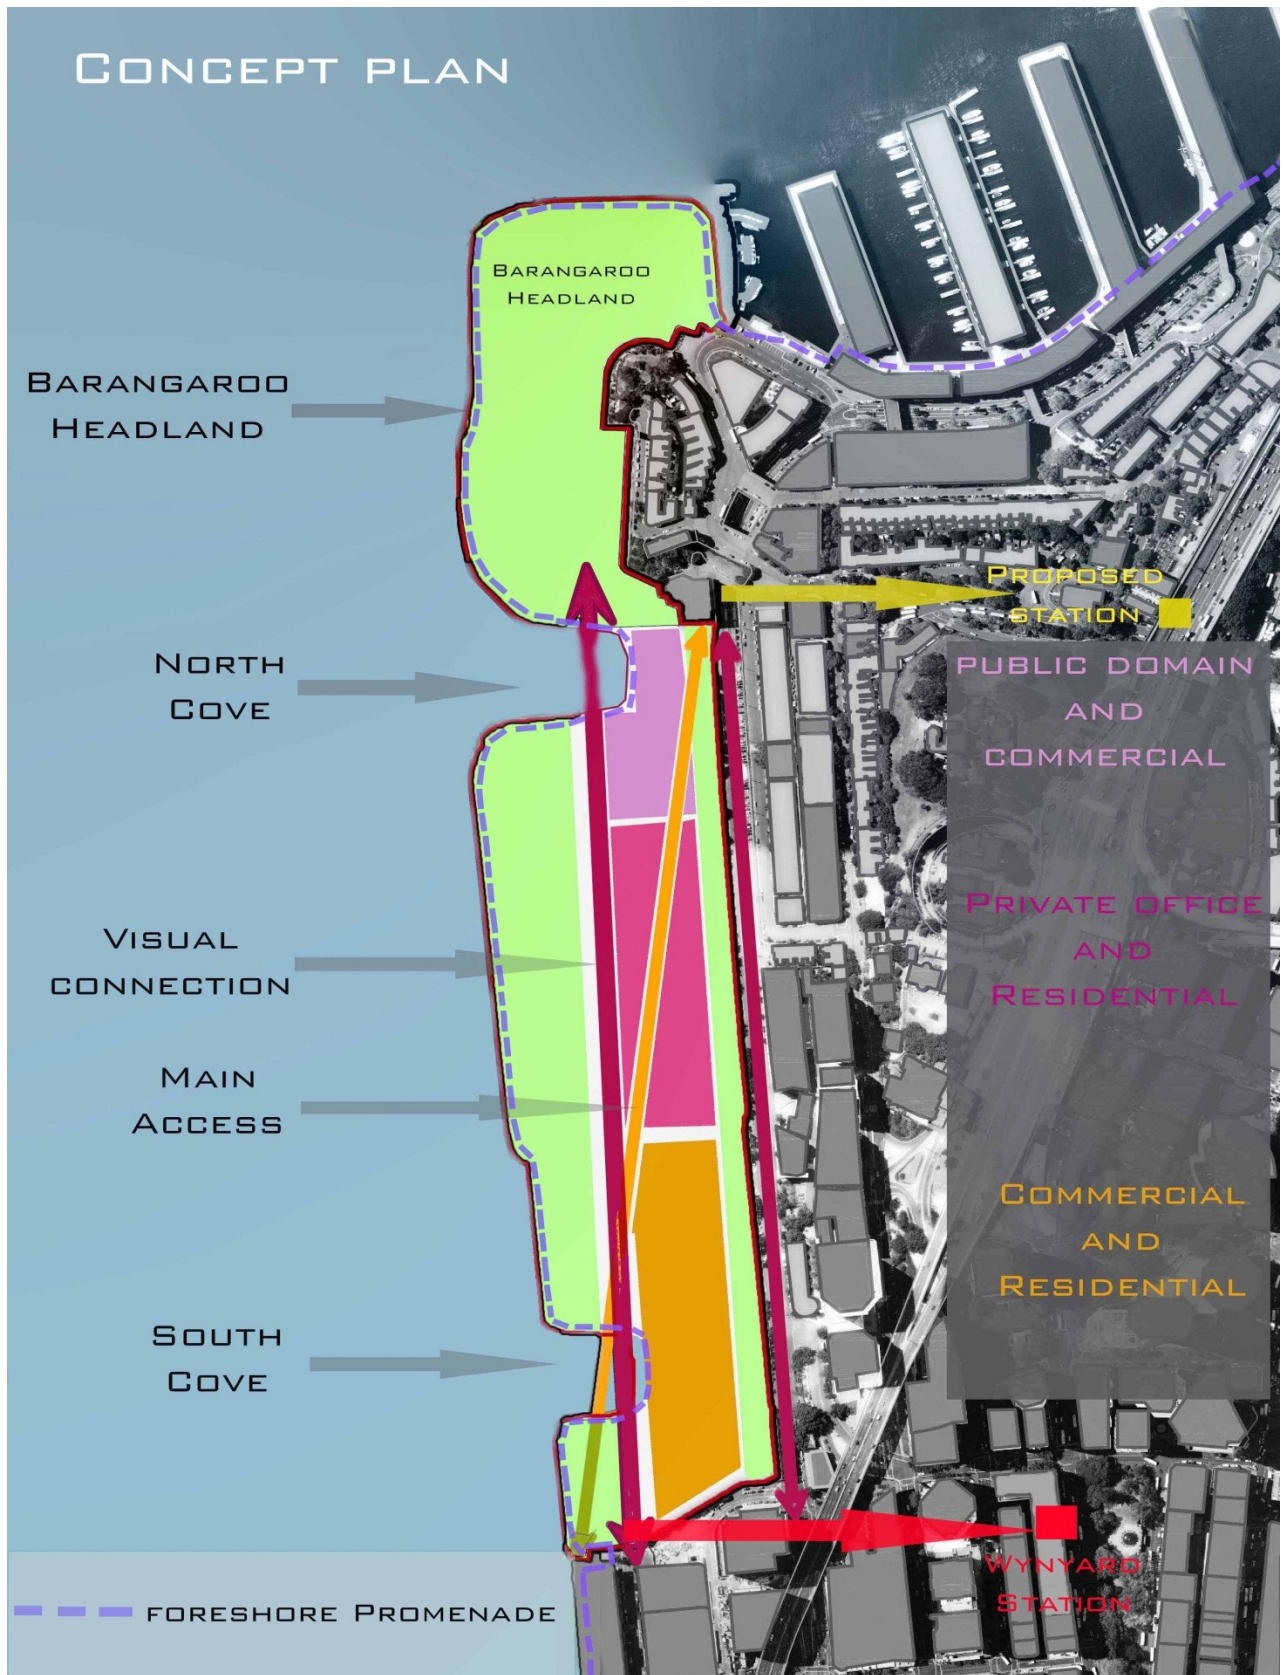 CONCEPT PLAN
BARANGAROO
HEADLAND
BARANGAROO
HEADLAND
PROPOSED
STATION
NORTH
COVE
PUBLIC DOMAIN
AND
COMMERCIAL
PRIVATE OFFICE
AND
RESIDENTIAL
VISUAL
CONNECTION
MAIN
ACCESS
COMMERCIAL
AND
RESIDENTIAL
SOUTH
COVE
WYNYARD
STATION
FORESHORE PROMENADE